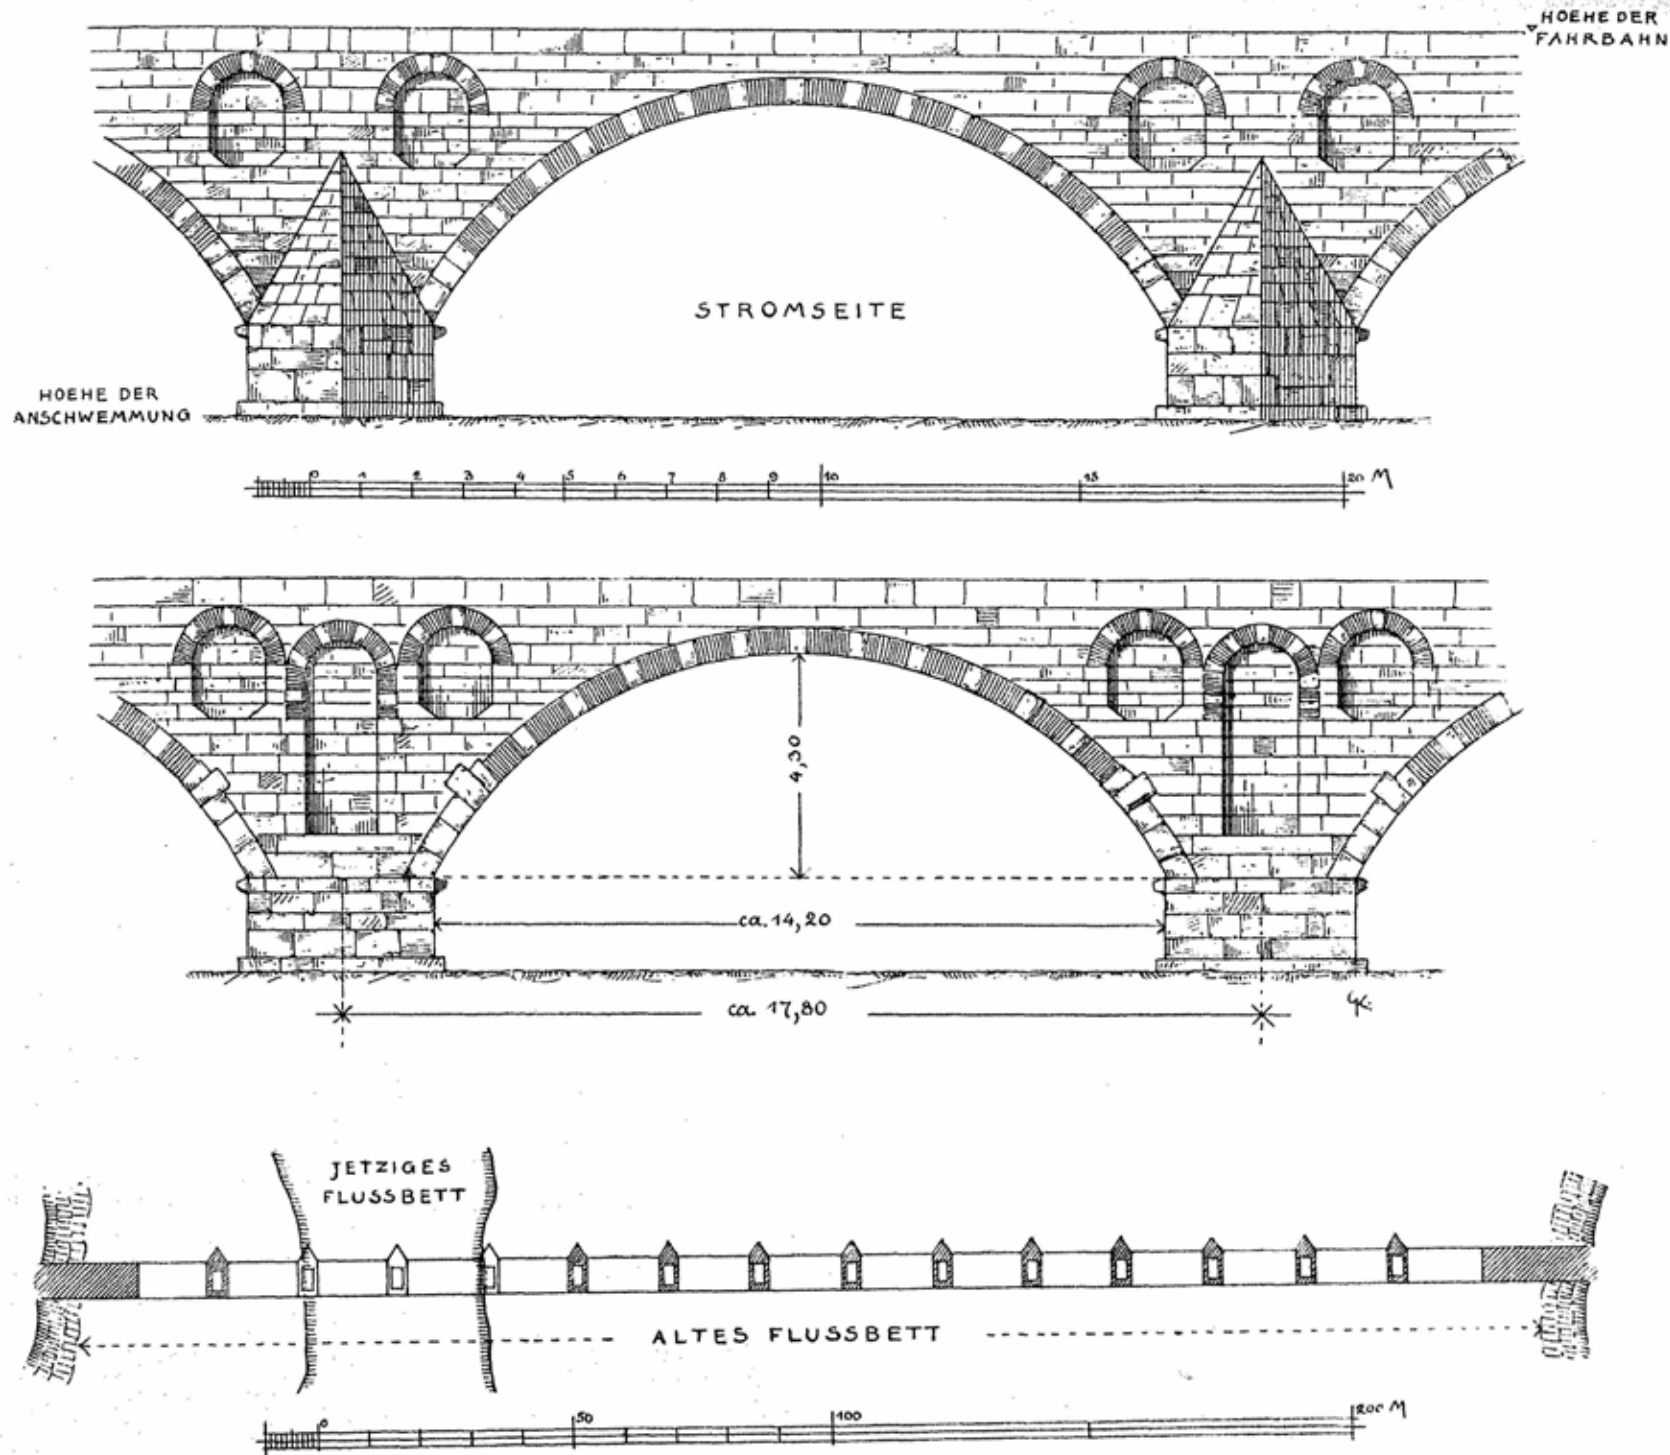 HOEHE DER
FAHRBAHN
STROMSEITE
HOEHE DER
ANSCHWEMMUNG
0 1 2 3 4 5 6 7 8 9 10 15 20 M
4,30
ca. 14,20
ca. 17,80
JETZIGES
FLUSSBETT
ALTES FLUSSBETT
0 50 100 200 M